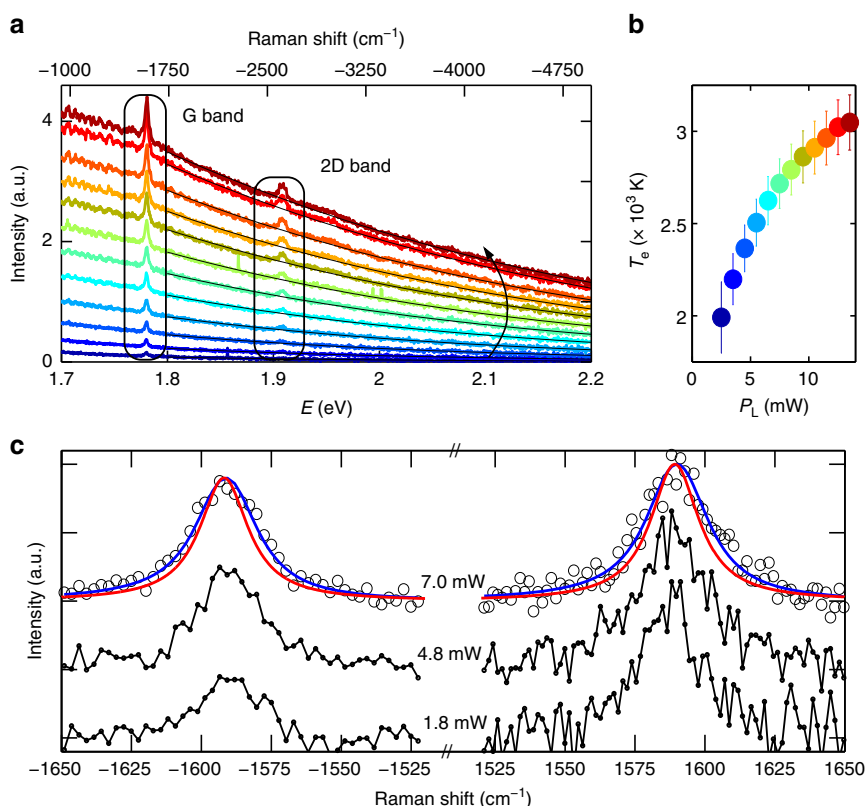 a
Raman shift (cm−1)
−1000 −1750 −2500 −3250 −4000 −4750
G band
2D band
Intensity (a.u.)
4
2
0
1.7 1.8 1.9 2 2.1 2.2
E (eV)
b
Te (× 10³ K)
3
2.5
2
0 5 10
PL (mW)
c
Intensity (a.u.)
7.0 mW
4.8 mW
1.8 mW
−1650 −1625 −1600 −1575 −1550 −1525 1525 1550 1575 1600 1625 1650
Raman shift (cm−1)